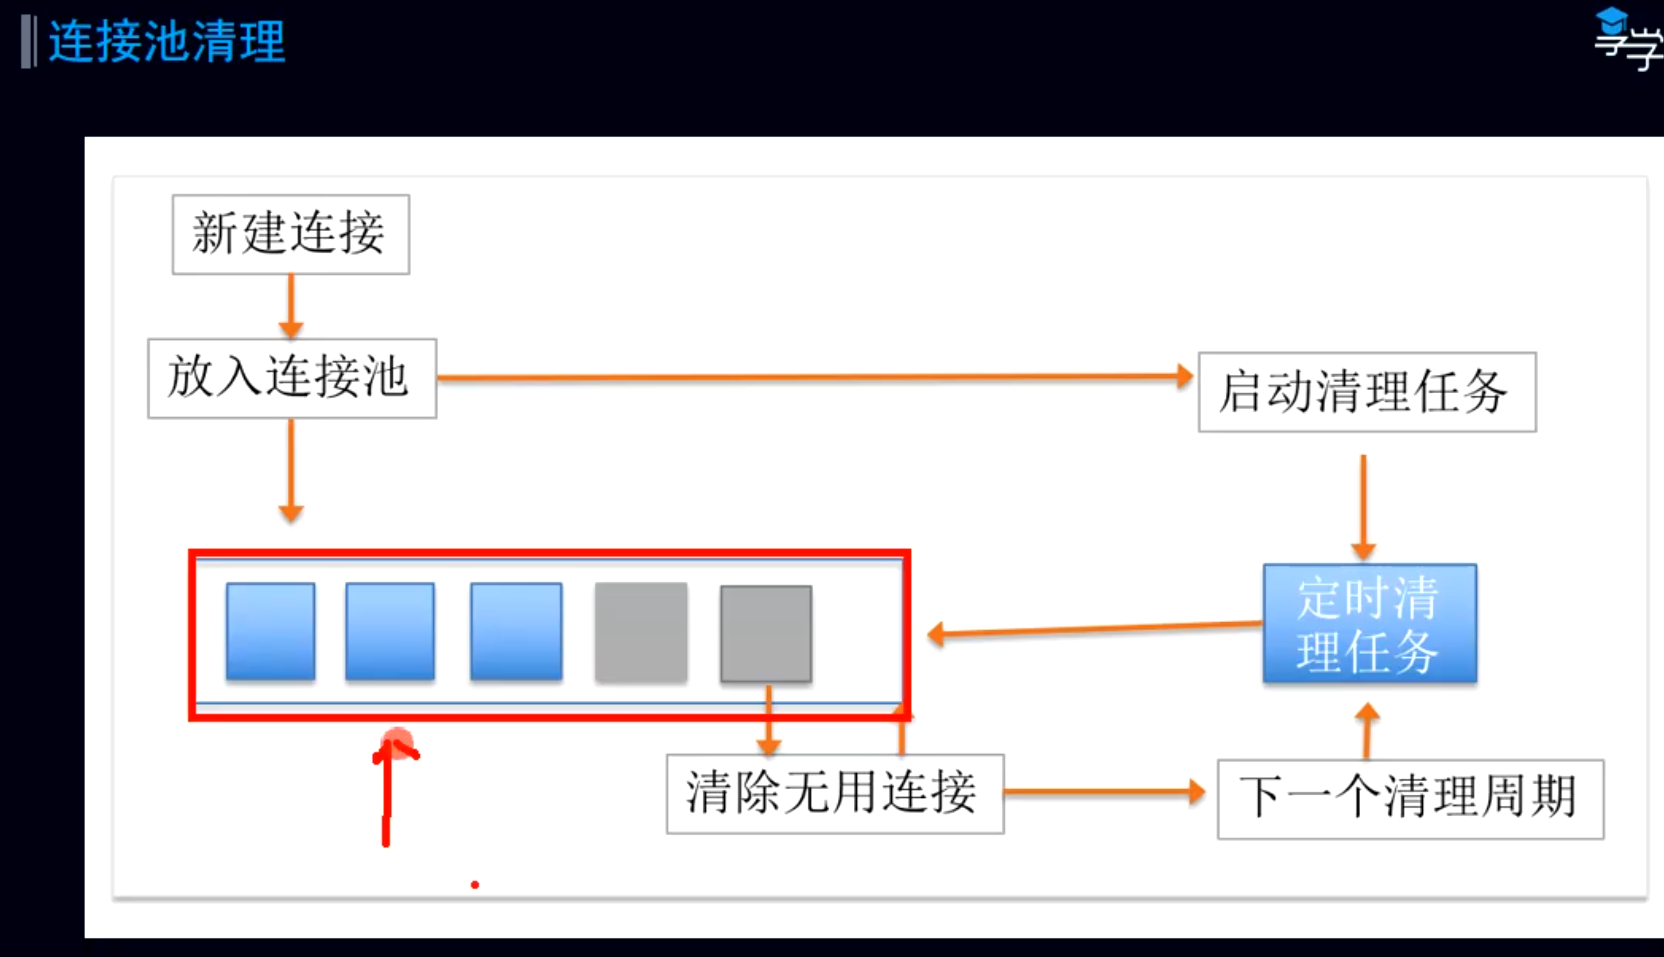 连接池清理
享学
新建连接
放入连接池
启动清理任务
定时清
理任务
清除无用连接
下一个清理周期